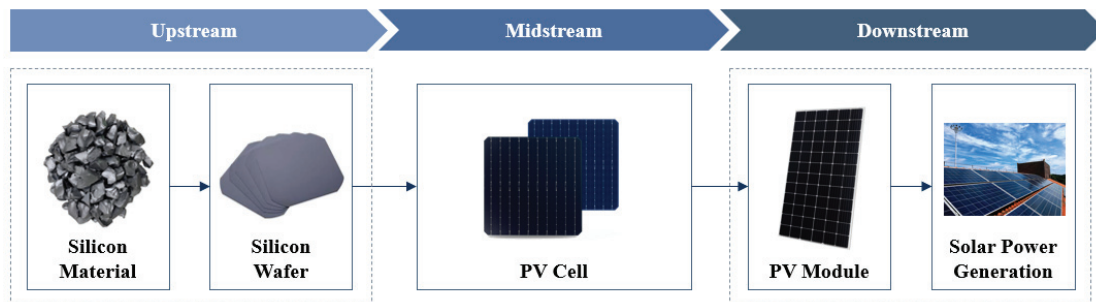 Upstream
Midstream
Downstream
Silicon
Material
Silicon
Wafer
PV Cell
PV Module
Solar Power
Generation